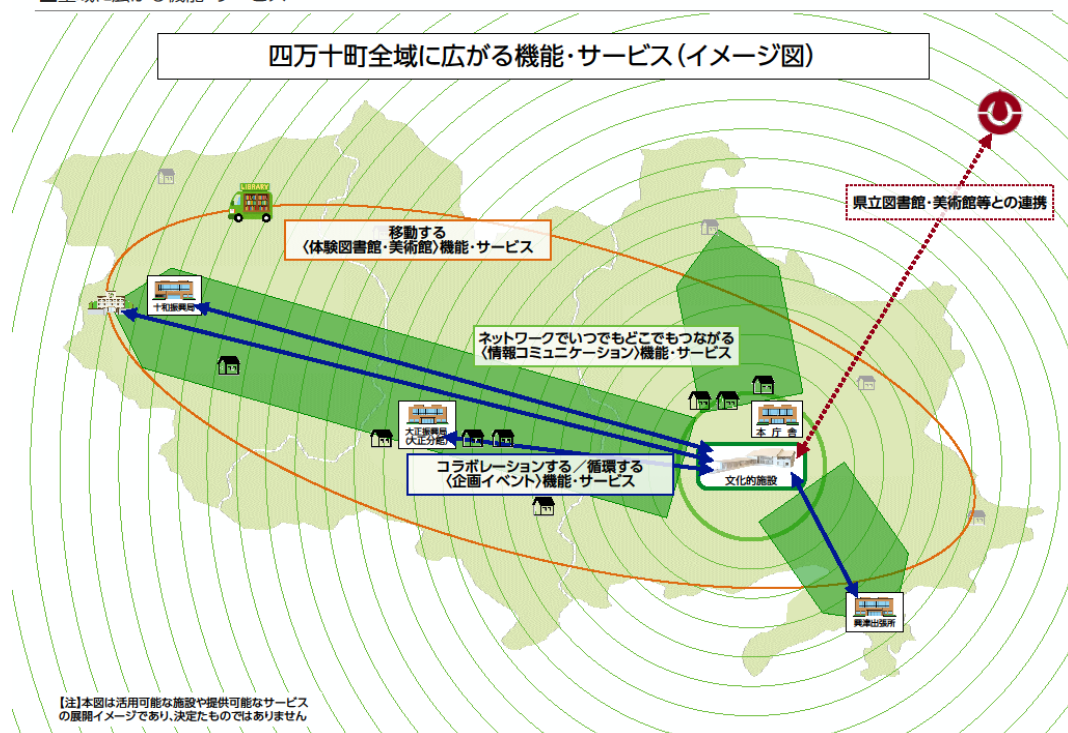 四万十町全域に広がる機能・サービス(イメージ図)
LIBRARY
県立図書館・美術館等との連携
移動する
〈体験図書館・美術館〉機能・サービス
十和振興局
ネットワークでいつでもどこでもつながる
〈情報コミュニケーション〉機能・サービス
大正振興局
(大正分館)
本庁舎
コラボレーションする/循環する
〈企画イベント〉機能・サービス
文化的施設
興津出張所
【注】本図は活用可能な施設や提供可能なサービス
の展開イメージであり、決定たものではありません